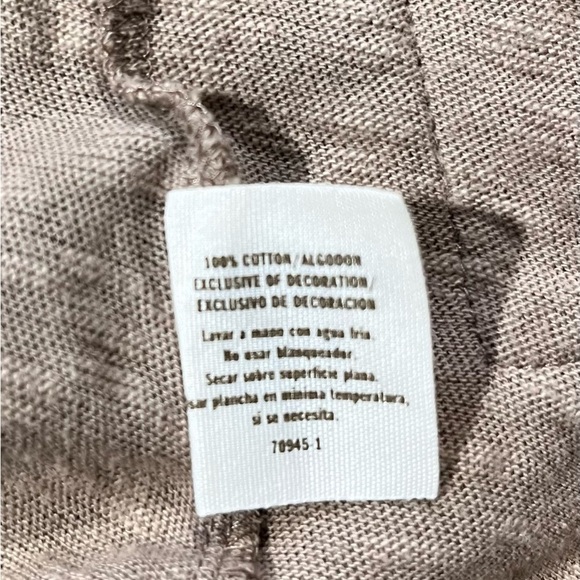 100% COTTON/ALGODON
EXCLUSIVE OF DECORATION/
EXCLUSIVO DE DECORACION
Lavar a mano con agua fria.
No usar blanqueador.
Secar sobre superficie plana.
sar plancha en minima temperatura,
si se necesita.
70945-1